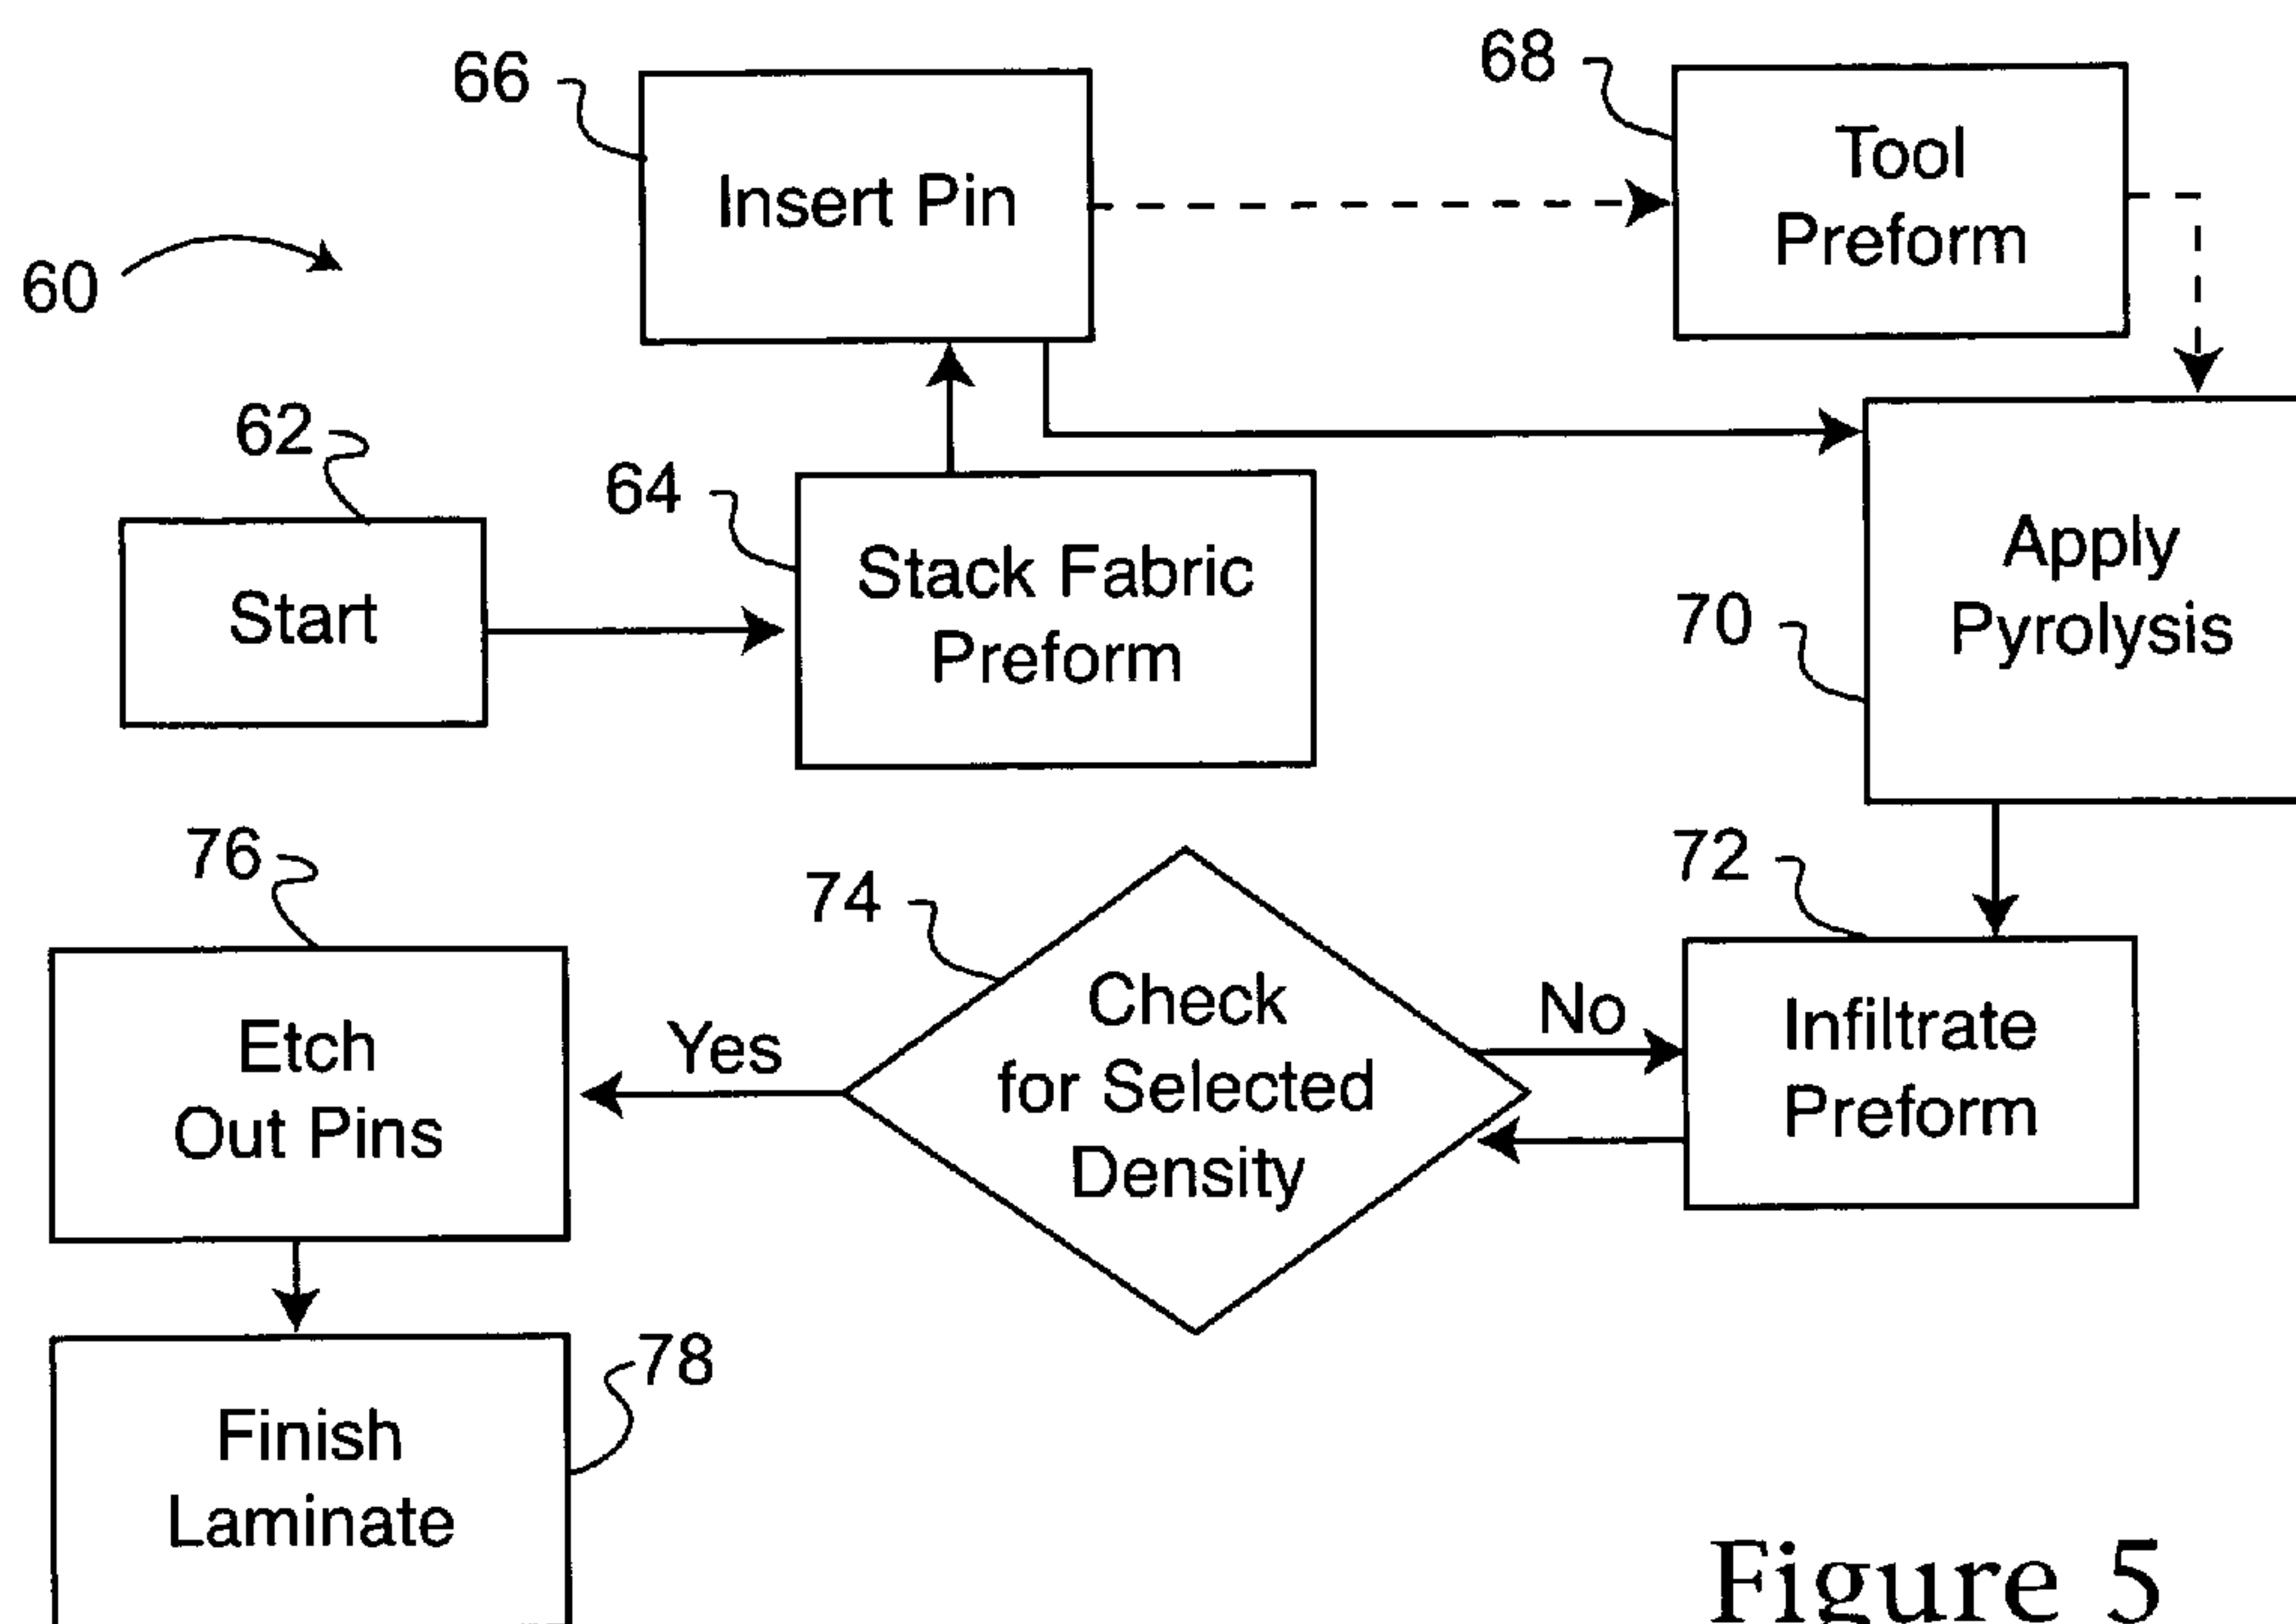 66
Insert Pin
68
Tool
Preform
60
62
Start
64
Stack Fabric
Preform
70
Apply
Pyrolysis
76
Etch
Out Pins
Yes
74
Check
for Selected
Density
No
72
Infiltrate
Preform
78
Finish
Laminate
Figure 5